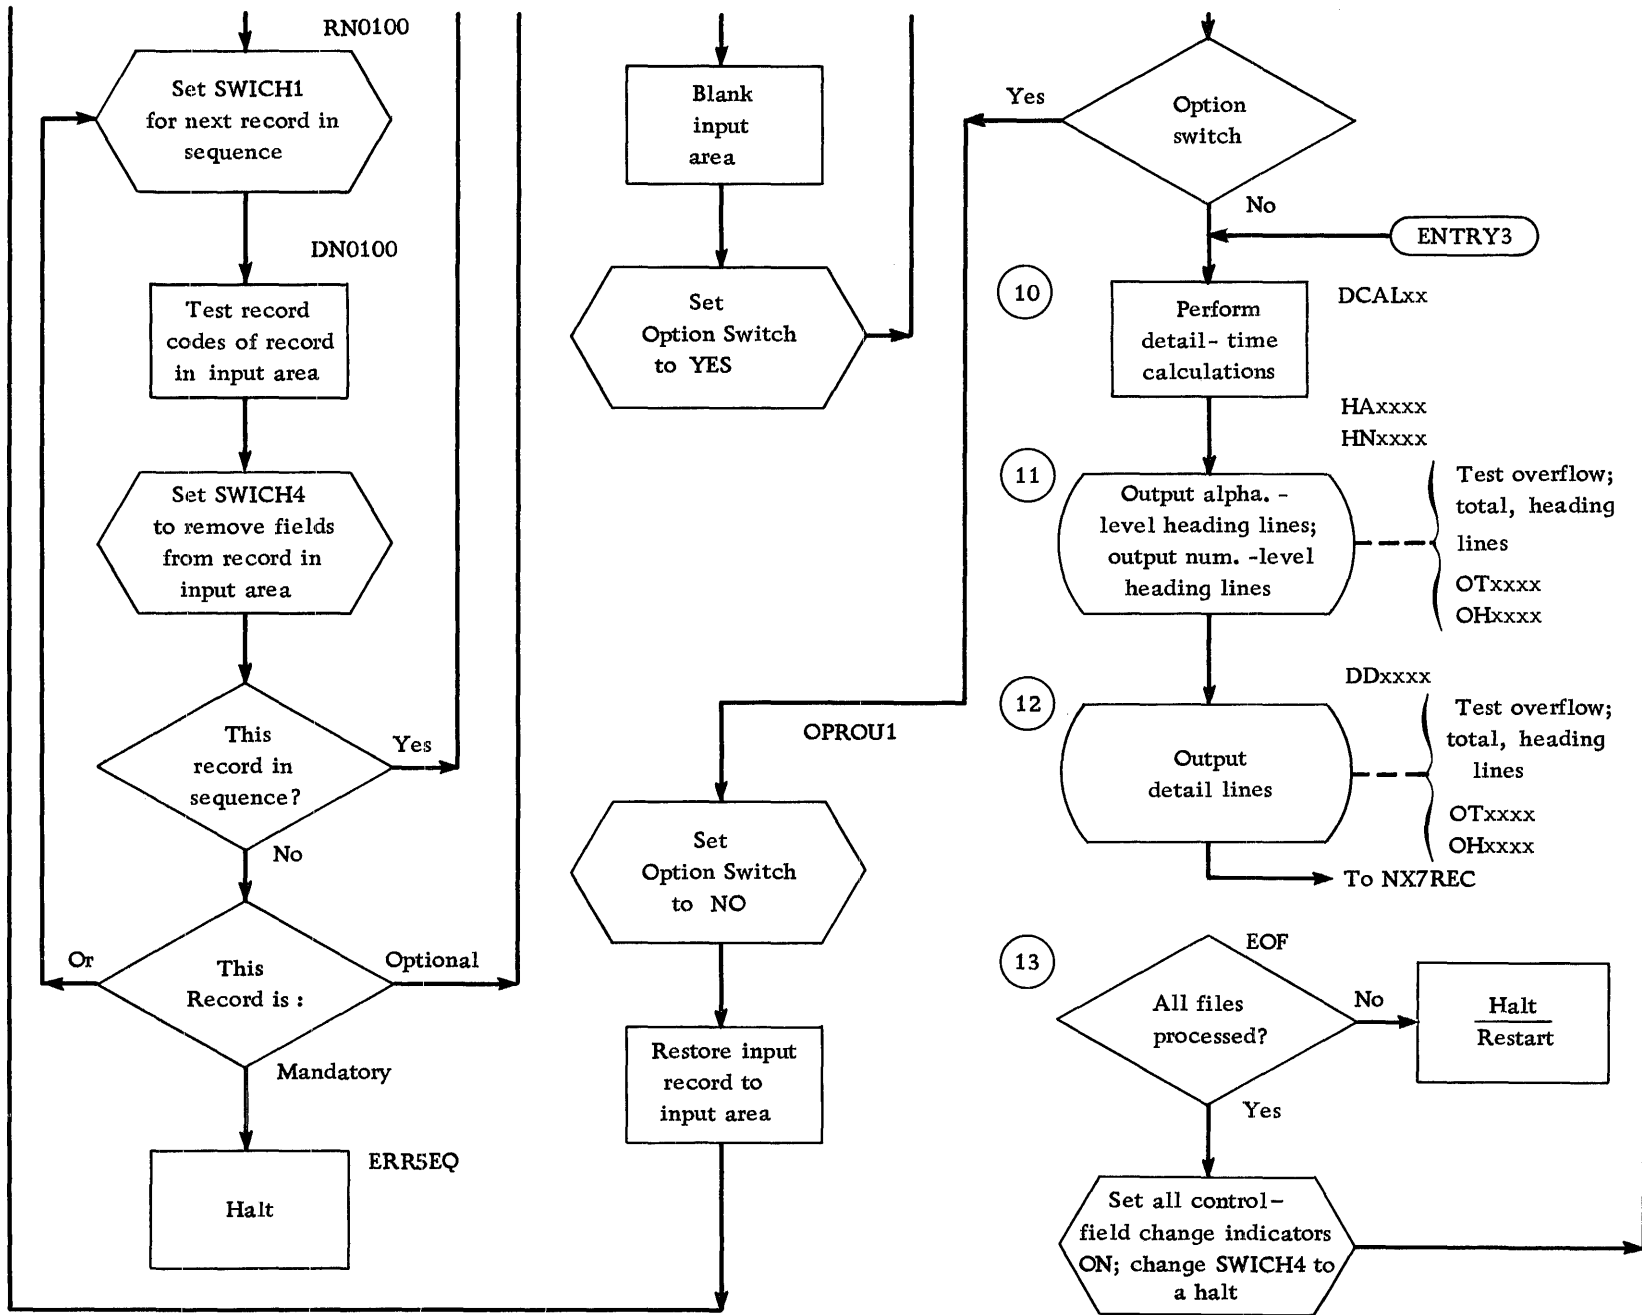 RN0100
Set SWICH1
for next record in
sequence
DN0100
Test record
codes of record
in input area
Set SWICH4
to remove fields
from record in
input area
This
record in
sequence?
Yes
No
Or
This
Record is :
Optional
Mandatory
ERR5EQ
Halt
Blank
input
area
Set
Option Switch
to YES
OPROU1
Set
Option Switch
to NO
Restore input
record to
input area
Yes
Option
switch
No
ENTRY3
10
Perform
detail-time
calculations
DCALxx
HAxxxx
HNxxxx
11
Output alpha. -
level heading lines;
output num. -level
heading lines
Test overflow;
total, heading
lines
OTxxxx
OHxxxx
DDxxxx
12
Output
detail lines
Test overflow;
total, heading
lines
OTxxxx
OHxxxx
To NX7REC
13
EOF
All files
processed?
No
Halt
Restart
Yes
Set all control-
field change indicators
ON; change SWICH4 to
a halt